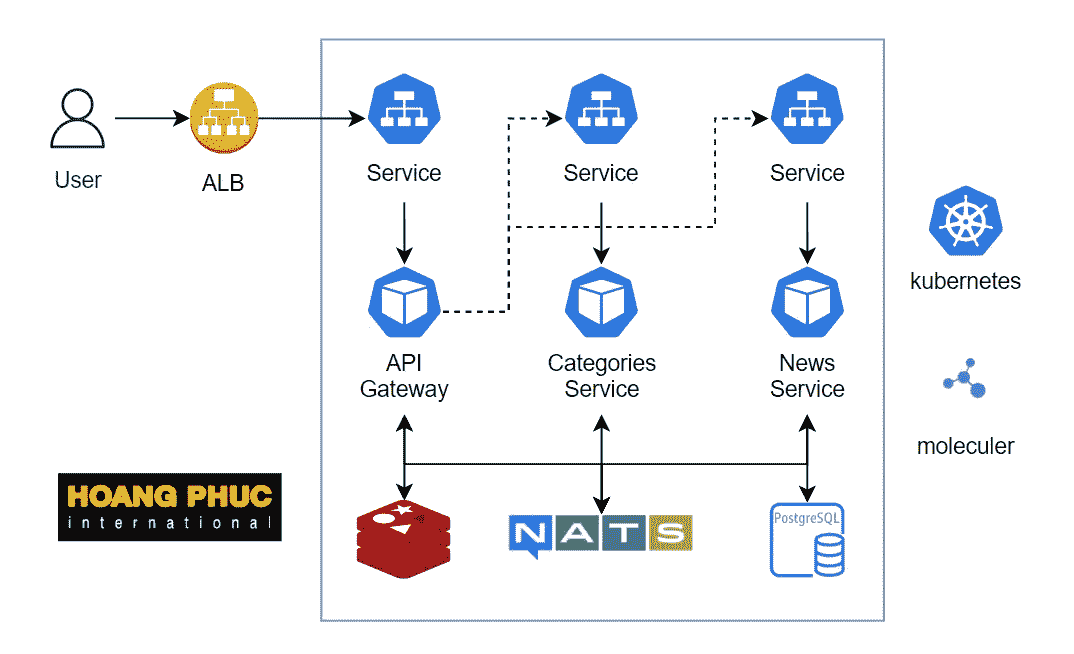 User
ALB
Service
Service
Service
kubernetes
API
Gateway
Categories
Service
News
Service
moleculer
HOANG PHUC
international
NATS
PostgreSQL